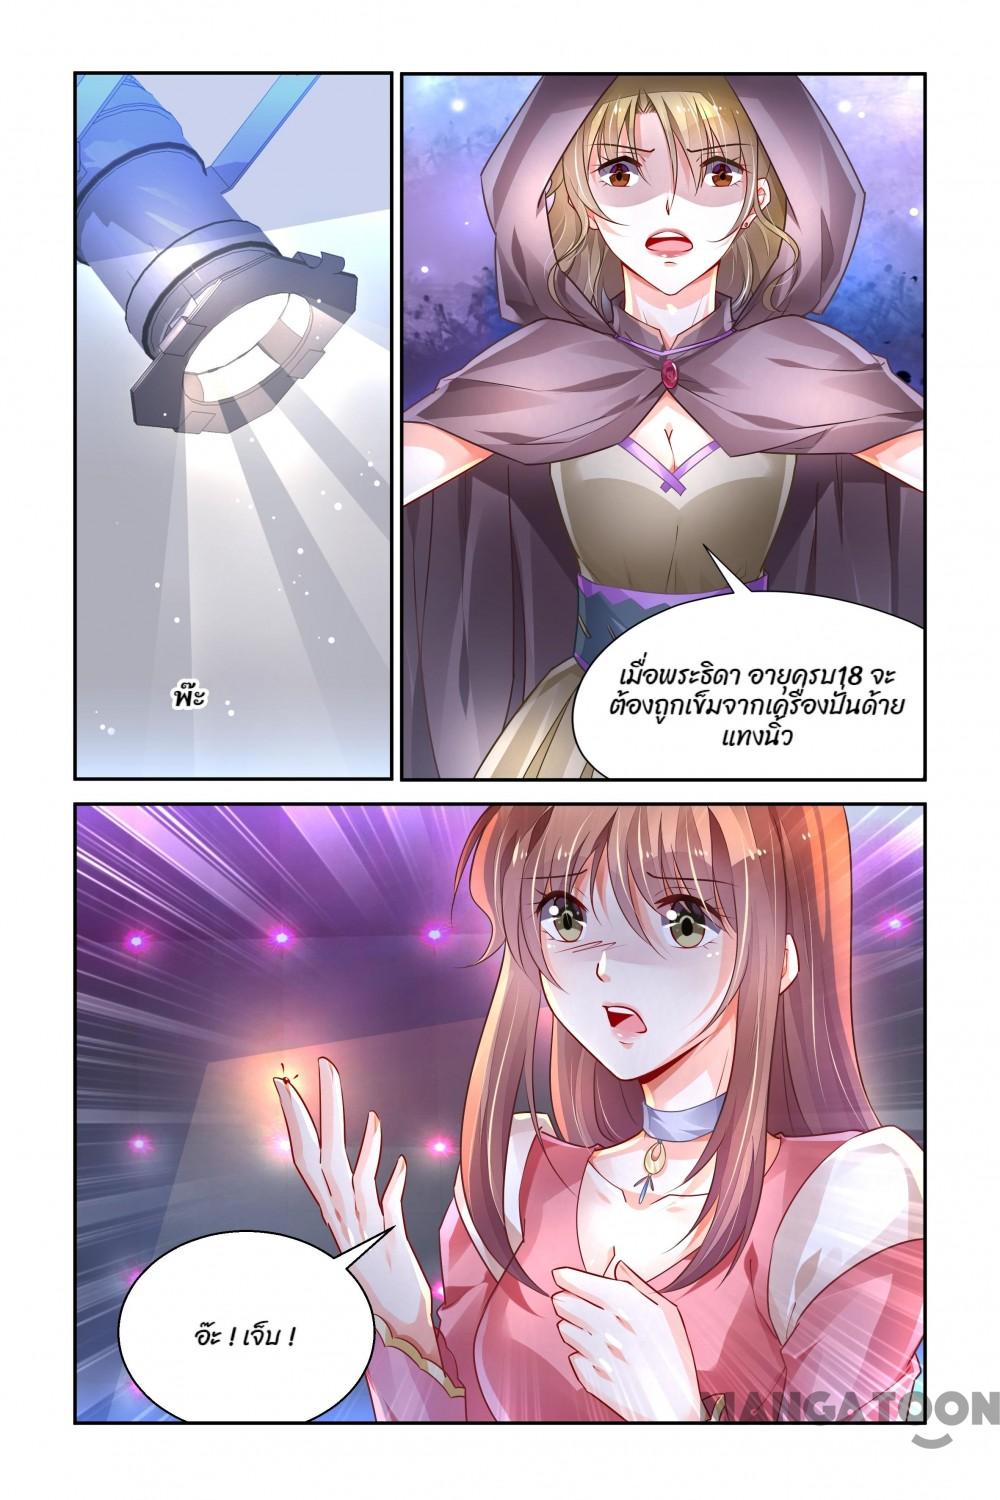 พ๊ะ
เมื่อพระธิดา อายุครบ18 จะ
ต้องถูกเข็มจากเครื่องปั่นด้าย
แทงนิ้ว
อ๊ะ ! เจ็บ !
MANGATOON